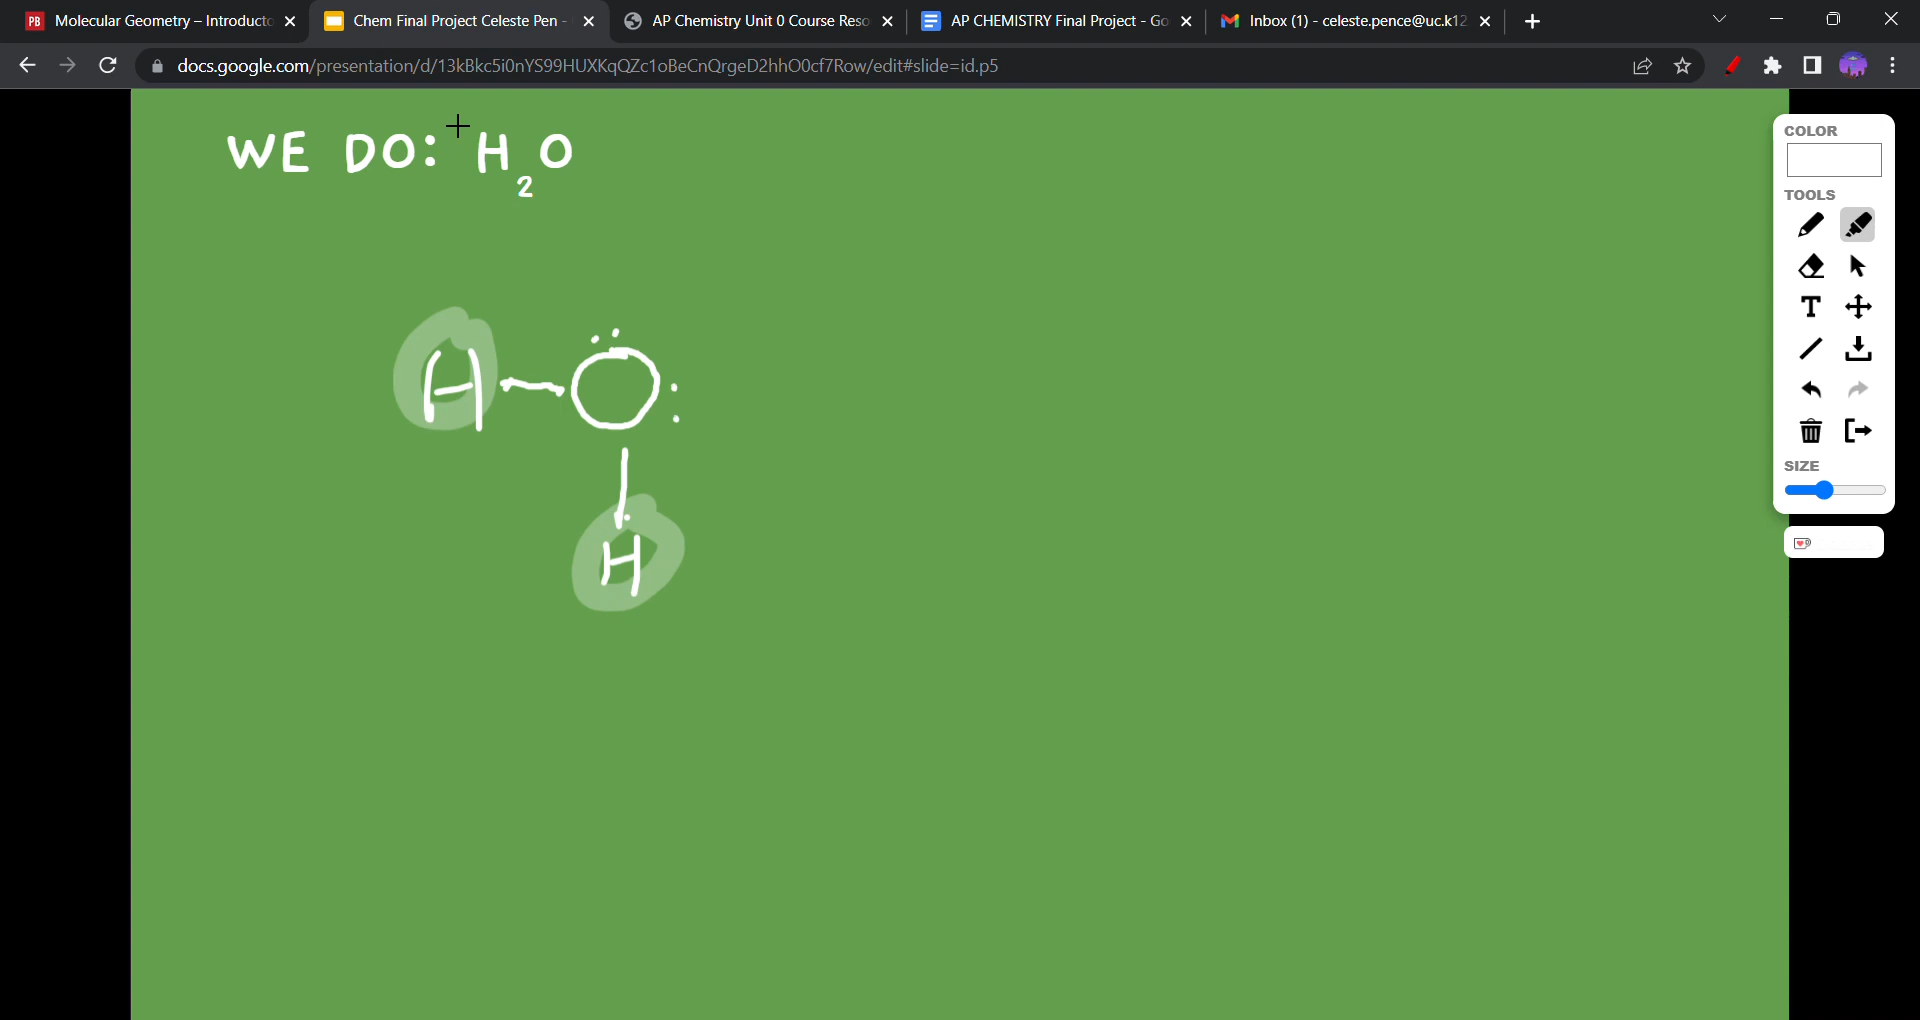 Molecular Geometry – Introducto
Chem Final Project Celeste Pen -
AP Chemistry Unit 0 Course Reso
AP CHEMISTRY Final Project - Go
Inbox (1) - celeste.pence@uc.k12
docs.google.com/presentation/d/13kBkc5i0nYS99HUXKqQZc1oBeCnQrgeD2hhO0cf7Row/edit#slide=id.p5
WE DO: H2O
H - O
H
COLOR
TOOLS
T
SIZE